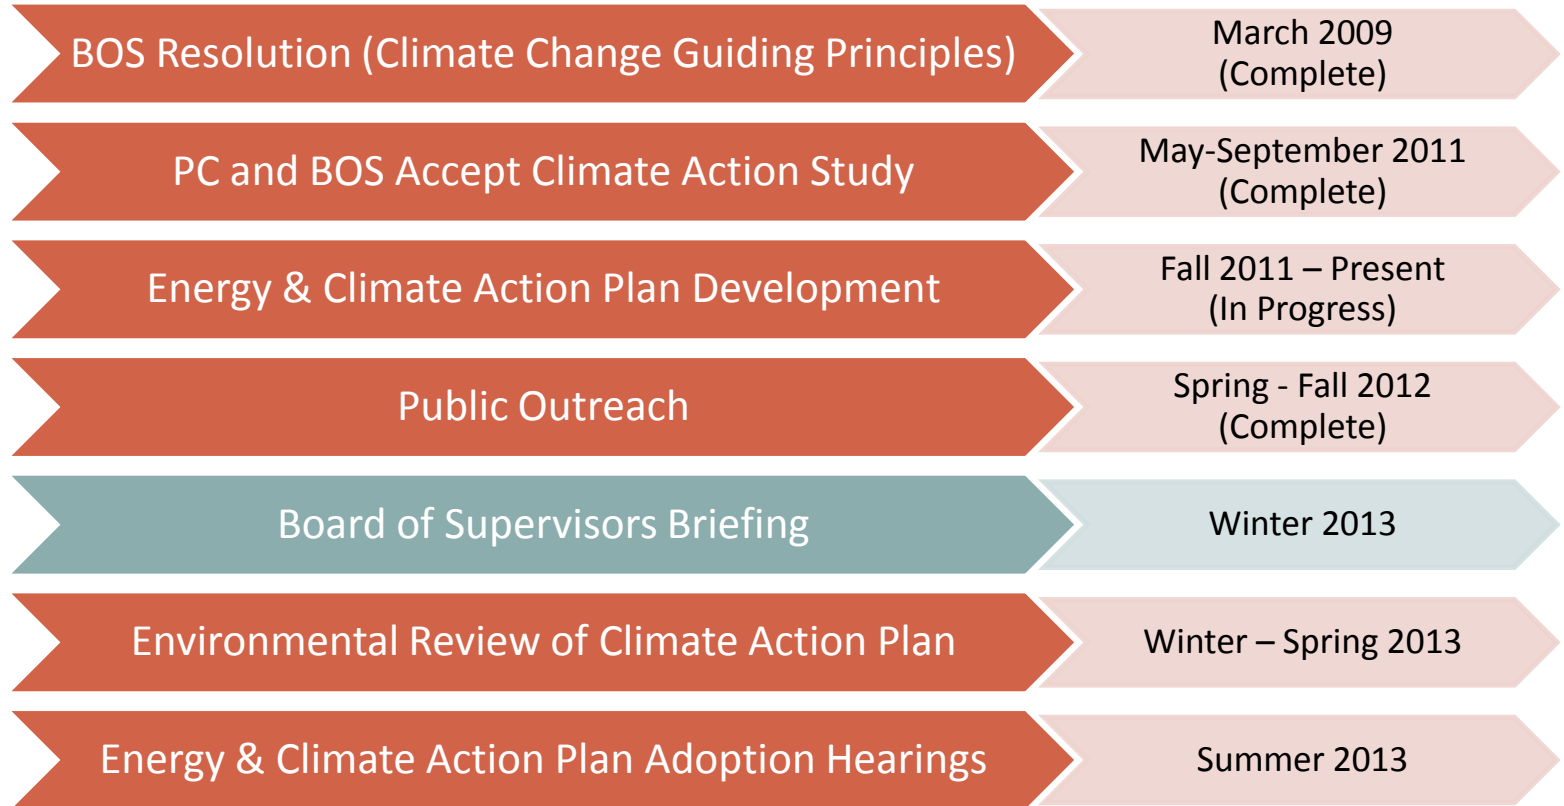 BOS Resolution (Climate Change Guiding Principles)
March 2009
(Complete)
PC and BOS Accept Climate Action Study
May-September 2011
(Complete)
Energy & Climate Action Plan Development
Fall 2011 – Present
(In Progress)
Public Outreach
Spring - Fall 2012
(Complete)
Board of Supervisors Briefing
Winter 2013
Environmental Review of Climate Action Plan
Winter – Spring 2013
Energy & Climate Action Plan Adoption Hearings
Summer 2013